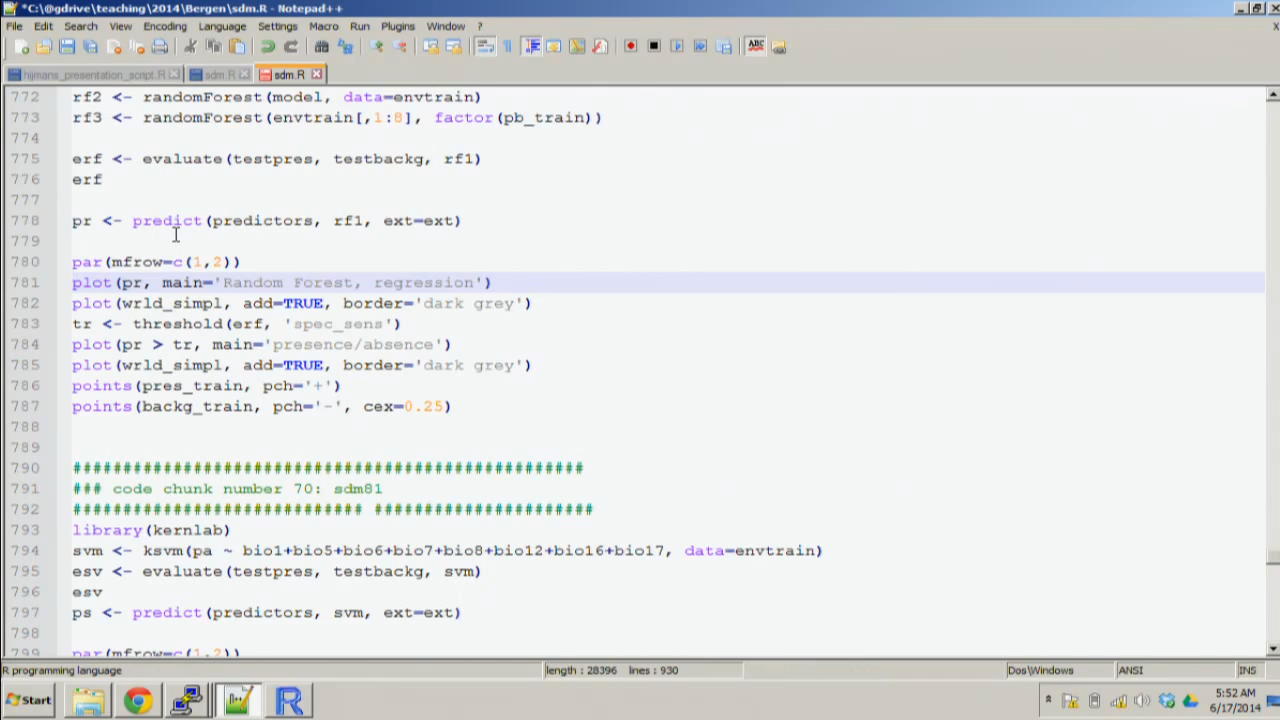 *C:\@gdrive\teaching\2014\Bergen\sdm.R - Notepad++
File Edit Search View Encoding Language Settings Macro Run Plugins Window ?
X
ABC
hijmans_presentation_script.R sdm.R sdm.R
772 rf2 <- randomForest(model, data=envtrain)
773 rf3 <- randomForest(envtrain[,1:8], factor(pb_train))
774
775 erf <- evaluate(testpres, testbackg, rf1)
776 erf
777
778 pr <- predict(predictors, rf1, ext=ext)
779
780 par(mfrow=c(1,2))
781 plot(pr, main='Random Forest, regression')
782 plot(wrld_simpl, add=TRUE, border='dark grey')
783 tr <- threshold(erf, 'spec_sens')
784 plot(pr > tr, main='presence/absence')
785 plot(wrld_simpl, add=TRUE, border='dark grey')
786 points(pres_train, pch='+')
787 points(backg_train, pch='-', cex=0.25)
788
789
790 ###################################################
791 ### code chunk number 70: sdm81
792 ############################# ######################
793 library(kernlab)
794 svm <- ksvm(pa ~ bio1+bio5+bio6+bio7+bio8+bio12+bio16+bio17, data=envtrain)
795 esv <- evaluate(testpres, testbackg, svm)
796 esv
797 ps <- predict(predictors, svm, ext=ext)
798
799 par(mfrow=c(1,2))
R programming language length : 28396 lines : 930 Dos\Windows ANSI INS
Start
R
5:52 AM
6/17/2014